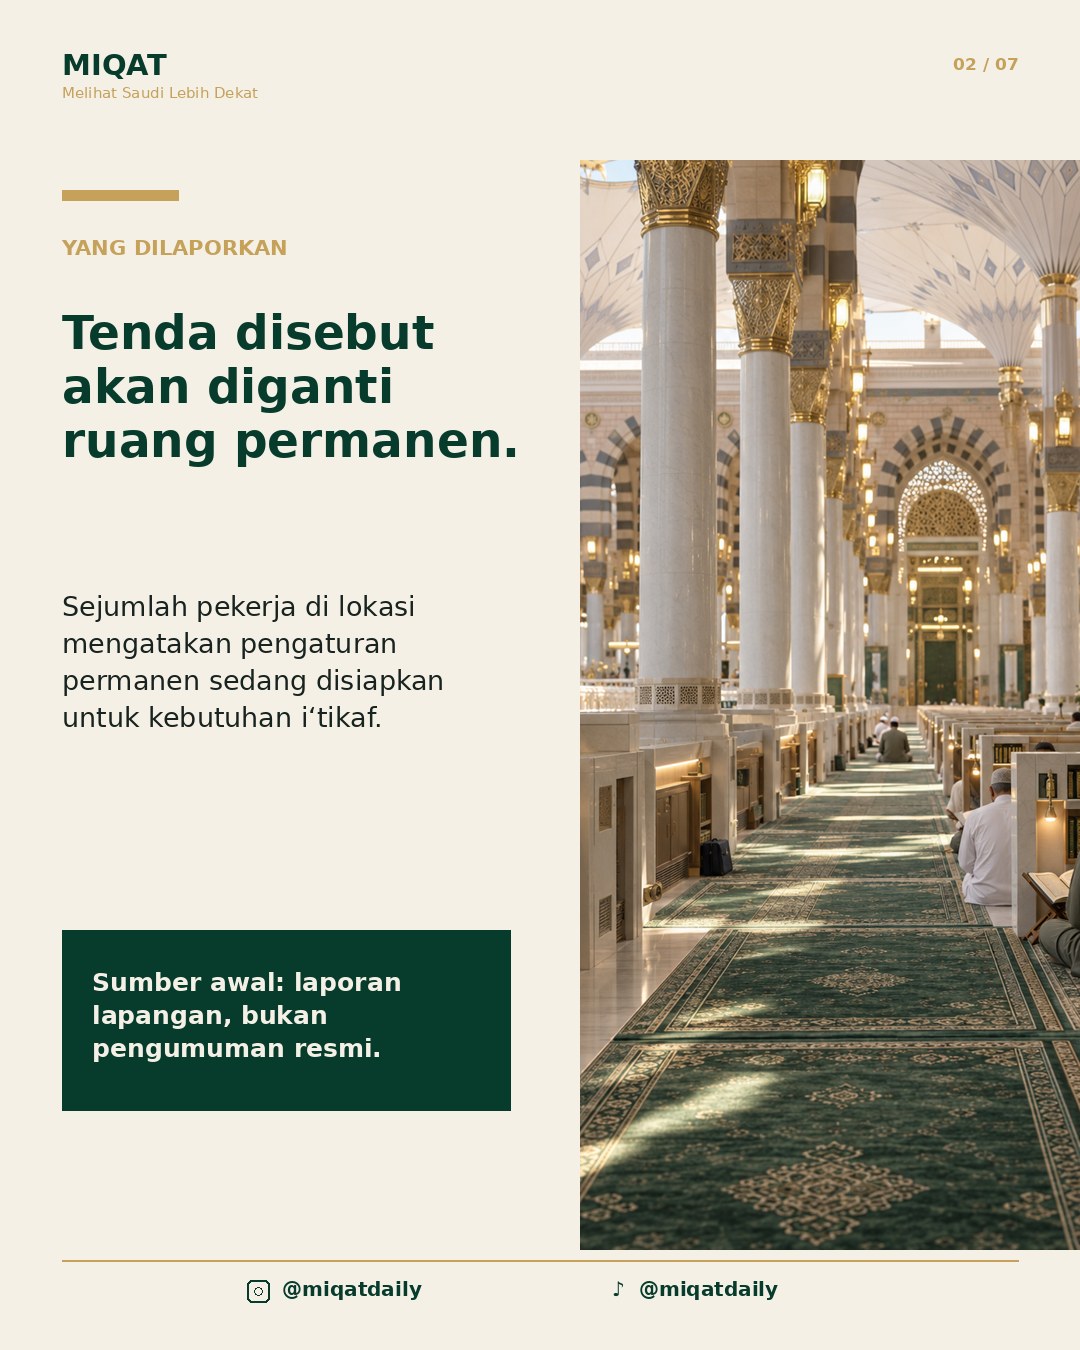 MIQAT
Melihat Saudi Lebih Dekat
02 / 07
YANG DILAPORKAN
Tenda disebut
akan diganti
ruang permanen.
Sejumlah pekerja di lokasi
mengatakan pengaturan
permanen sedang disiapkan
untuk kebutuhan i‘tikaf.
Sumber awal: laporan
lapangan, bukan
pengumuman resmi.
@miqatdaily
@miqatdaily